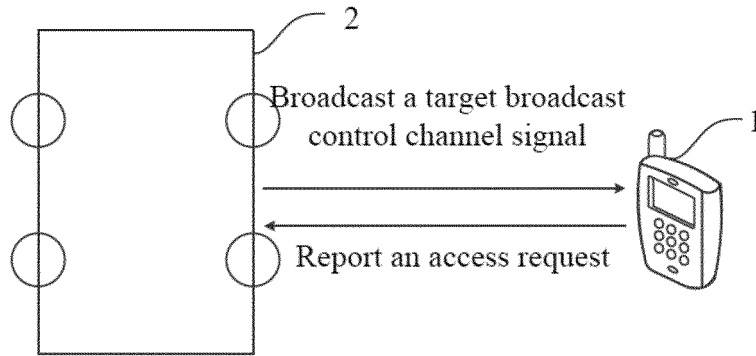 2
Broadcast a target broadcast
control channel signal
1
Report an access request